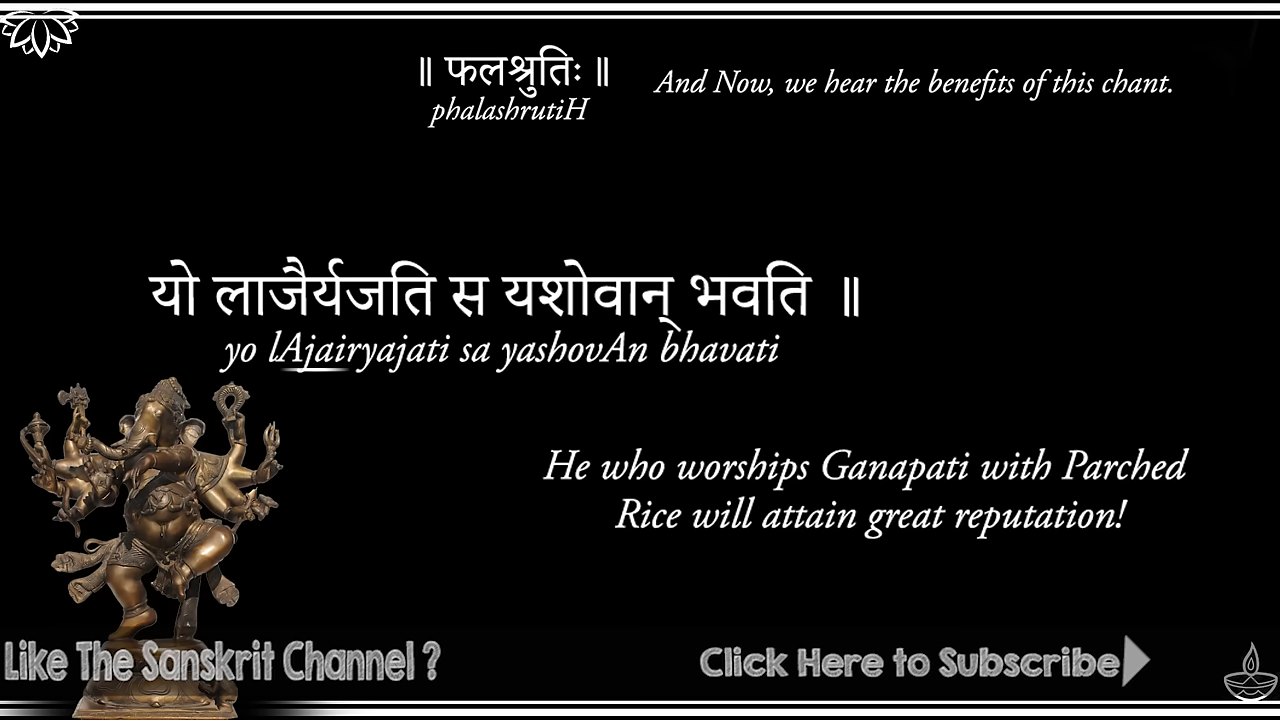 ॥ फलश्रुतिः ॥
phalashrutiH
And Now, we hear the benefits of this chant.
यो लाजैर्यजति स यशोवान् भवति ॥
yo lAjairyajati sa yashovAn bhavati
He who worships Ganapati with Parched
Rice will attain great reputation!
Like The Sanskrit Channel ?
Click Here to Subscribe